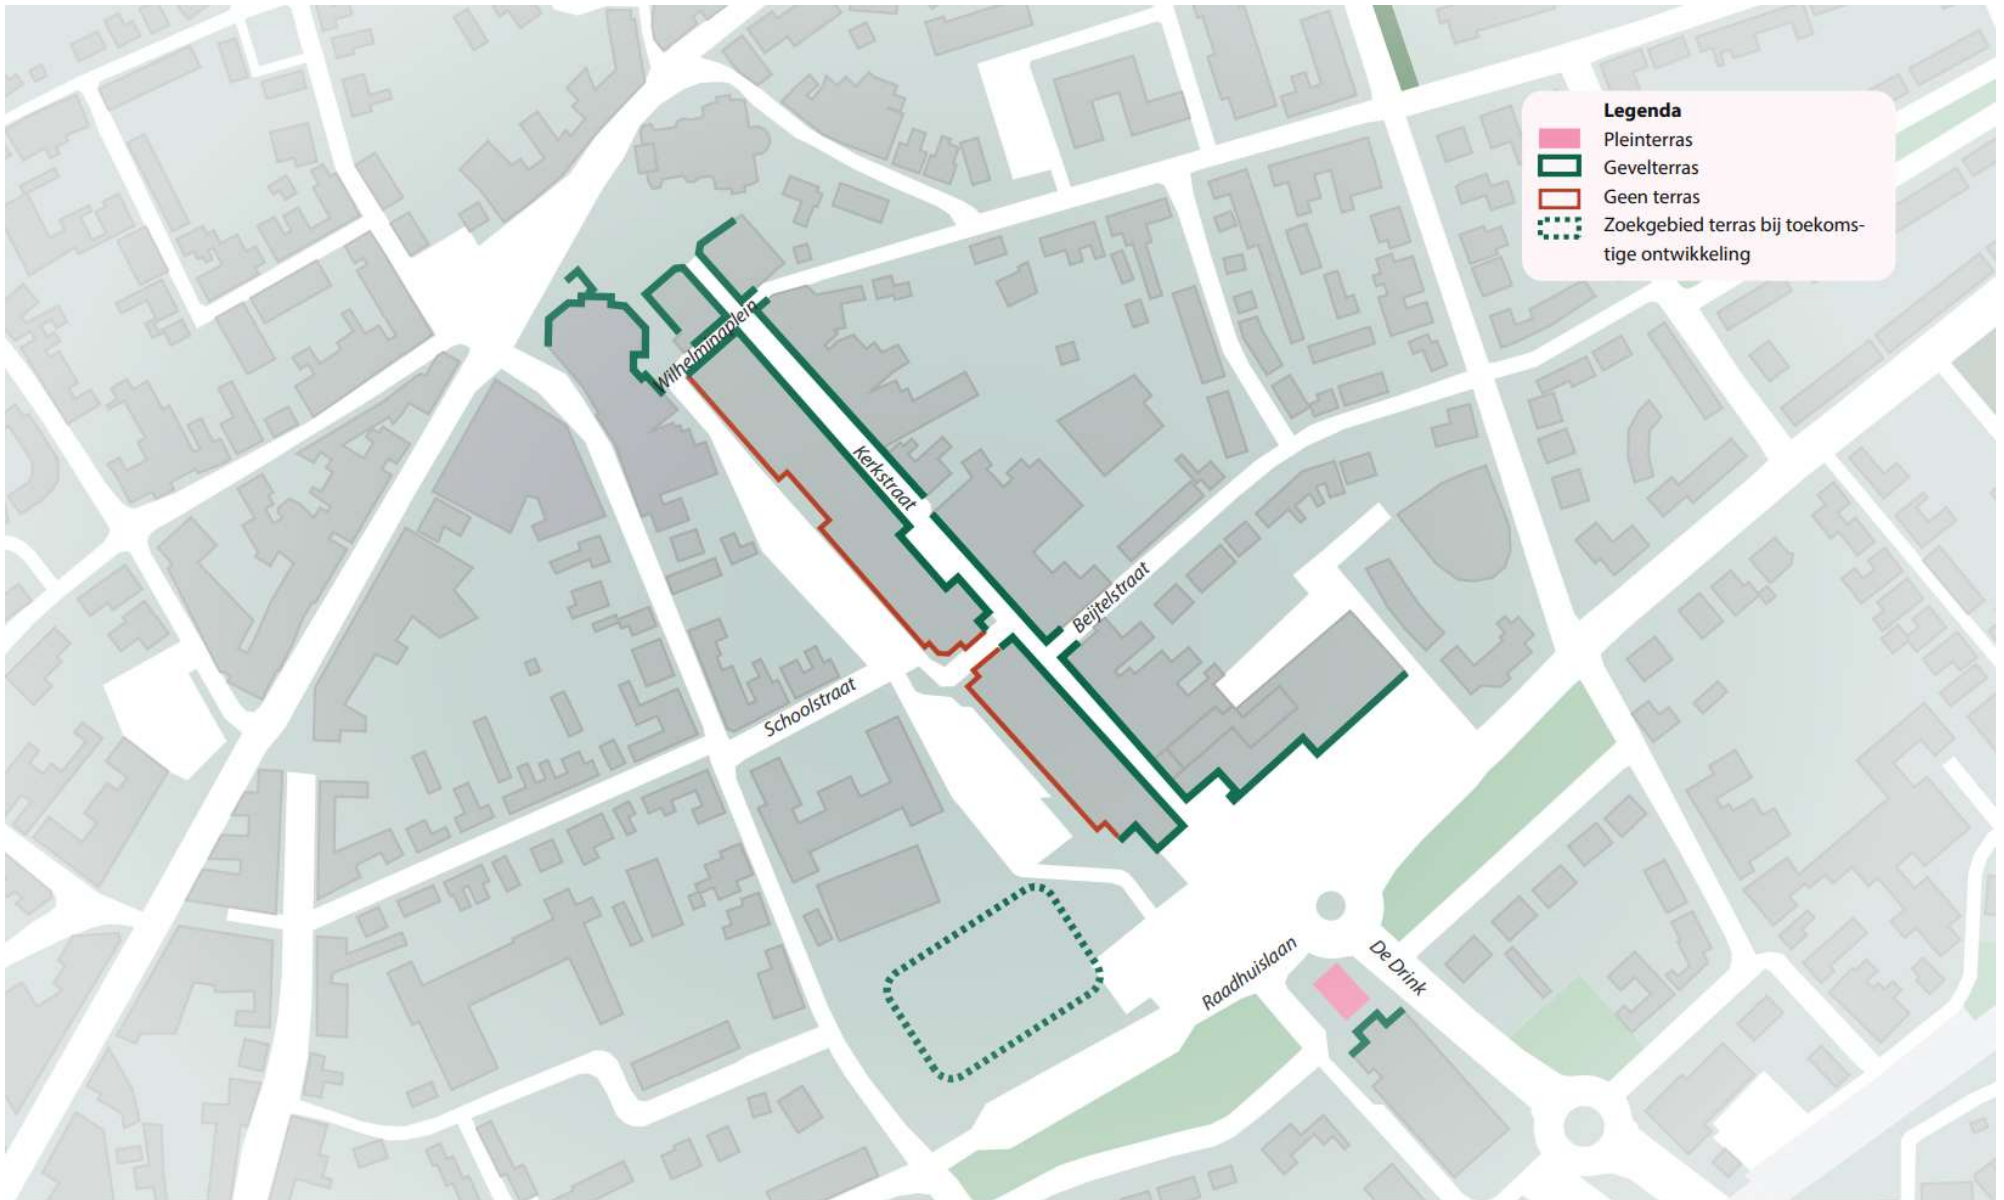 Legenda
Pleinterras
Gevelterras
Geen terras
Zoekgebied terras bij toekoms-
tige ontwikkeling
Wilhelminaplein
Kerkstraat
Beijtelstraat
Schoolstraat
Raadhuislaan
De Drink